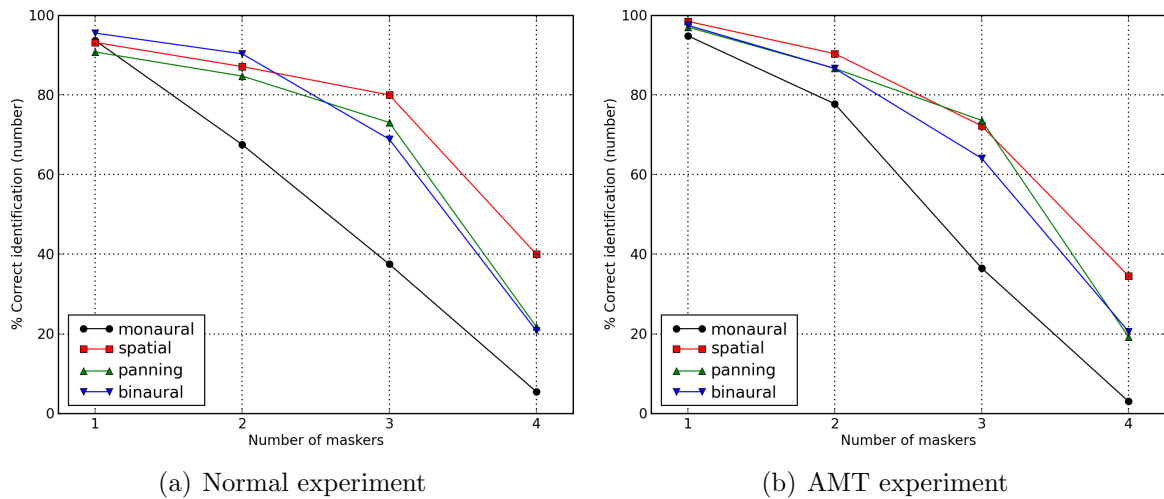 % Correct identification (number)
100
80
60
40
20
0
monaural
spatial
panning
binaural
1 2 3 4
Number of maskers
(a) Normal experiment
% Correct identification (number)
100
80
60
40
20
0
monaural
spatial
panning
binaural
1 2 3 4
Number of maskers
(b) AMT experiment